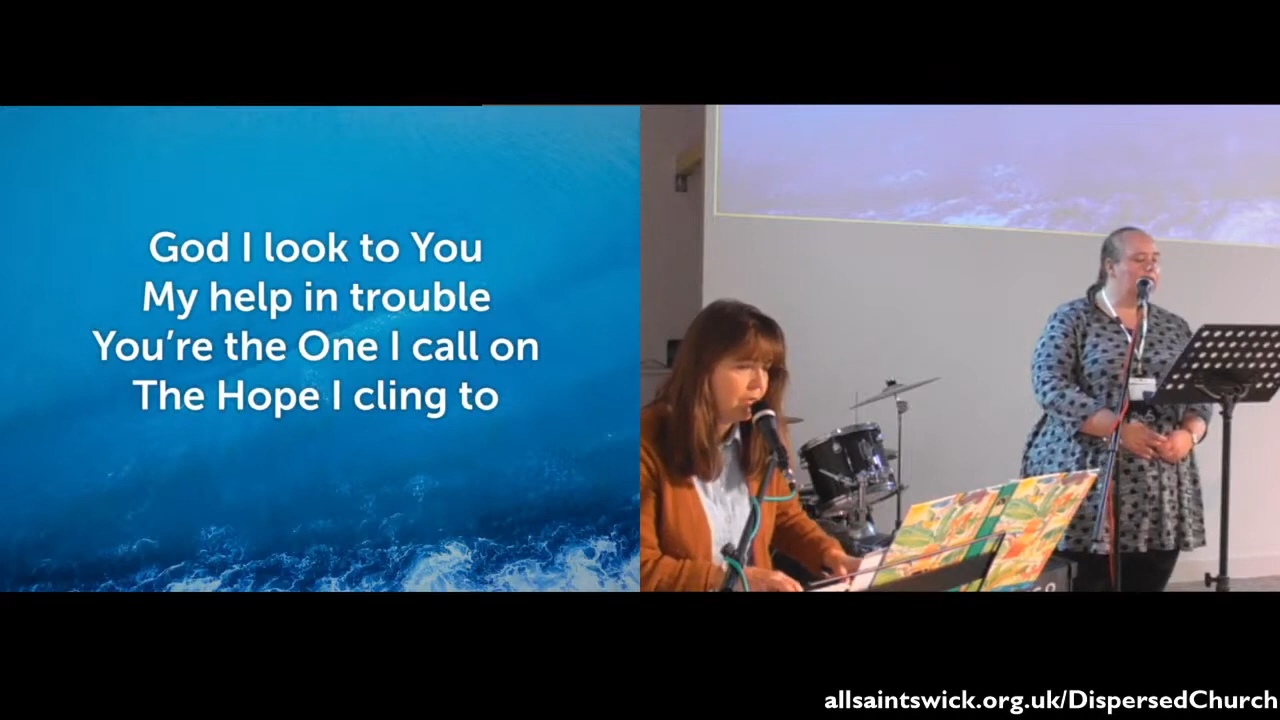 God I look to You
My help in trouble
You're the One I call on
The Hope I cling to
allsaintswick.org.uk/DispersedChurch